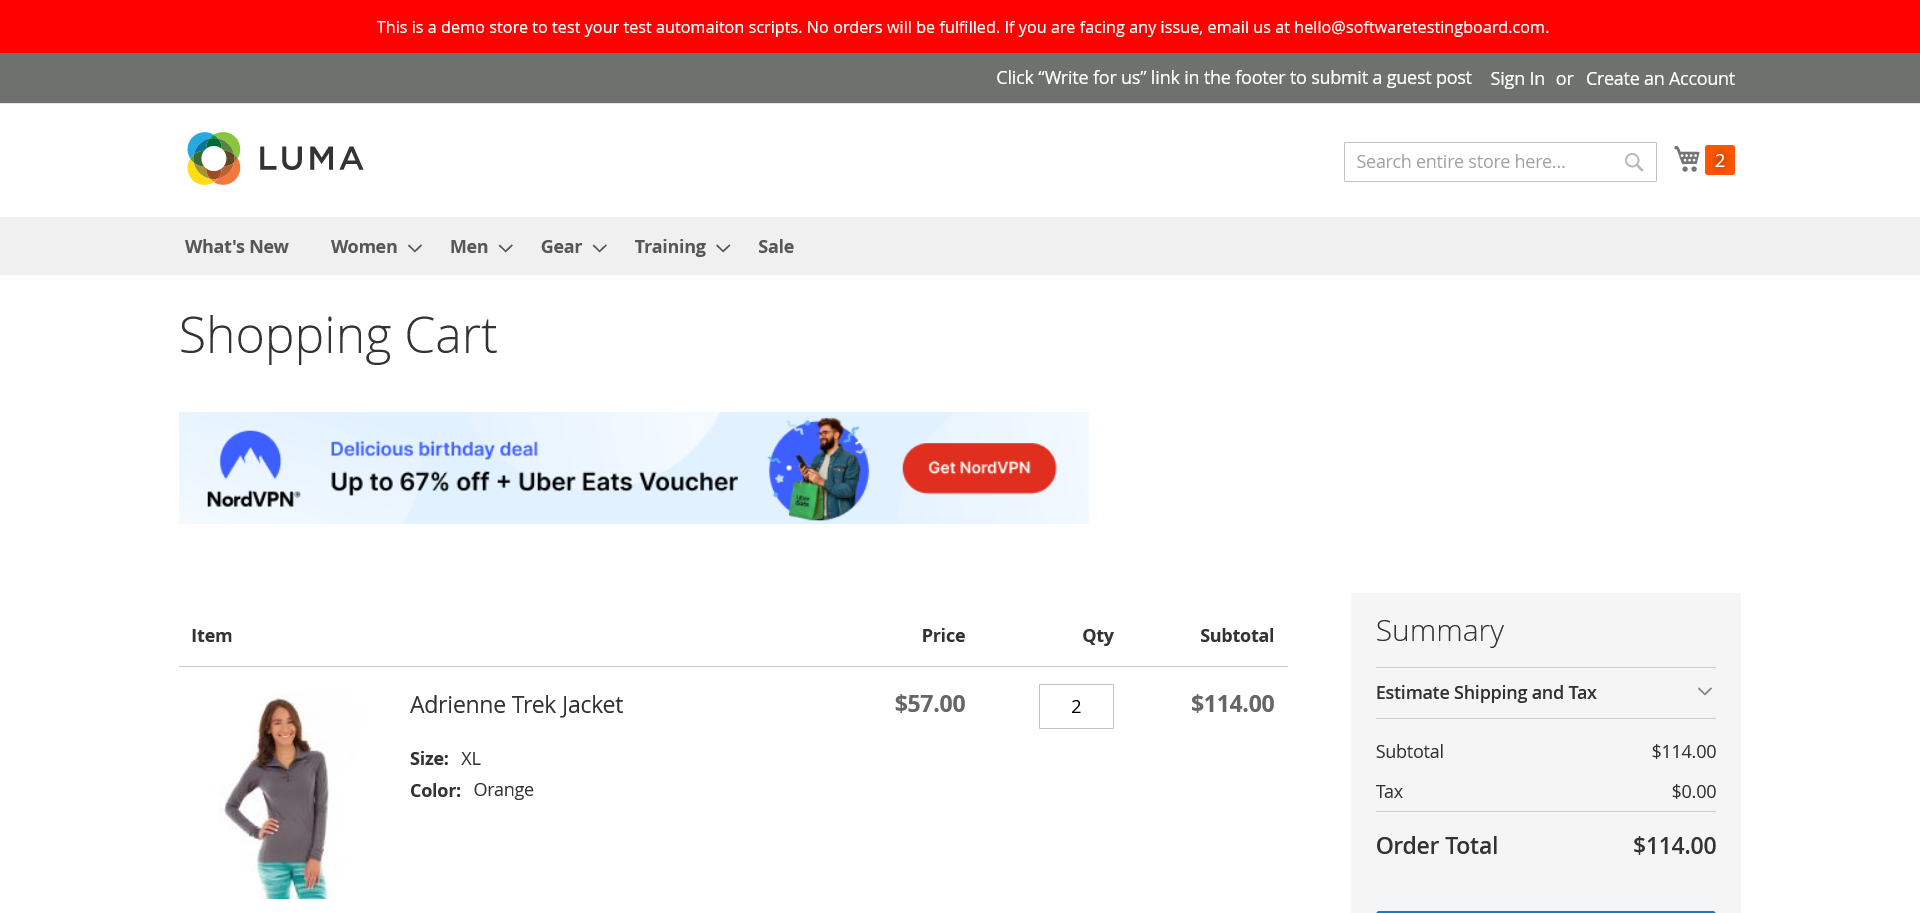 This is a demo store to test your test automaiton scripts. No orders will be fulfilled. If you are facing any issue, email us at hello@softwaretestingboard.com.
Click “Write for us” link in the footer to submit a guest post Sign In or Create an Account
LUMA
Search entire store here...
2
What's New Women Men Gear Training Sale
Shopping Cart
NordVPN®
Delicious birthday deal
Up to 67% off + Uber Eats Voucher
Get NordVPN
Item Price Qty Subtotal
Adrienne Trek Jacket $57.00 2 $114.00
Size: XL
Color: Orange
Summary
Estimate Shipping and Tax
Subtotal $114.00
Tax $0.00
Order Total $114.00